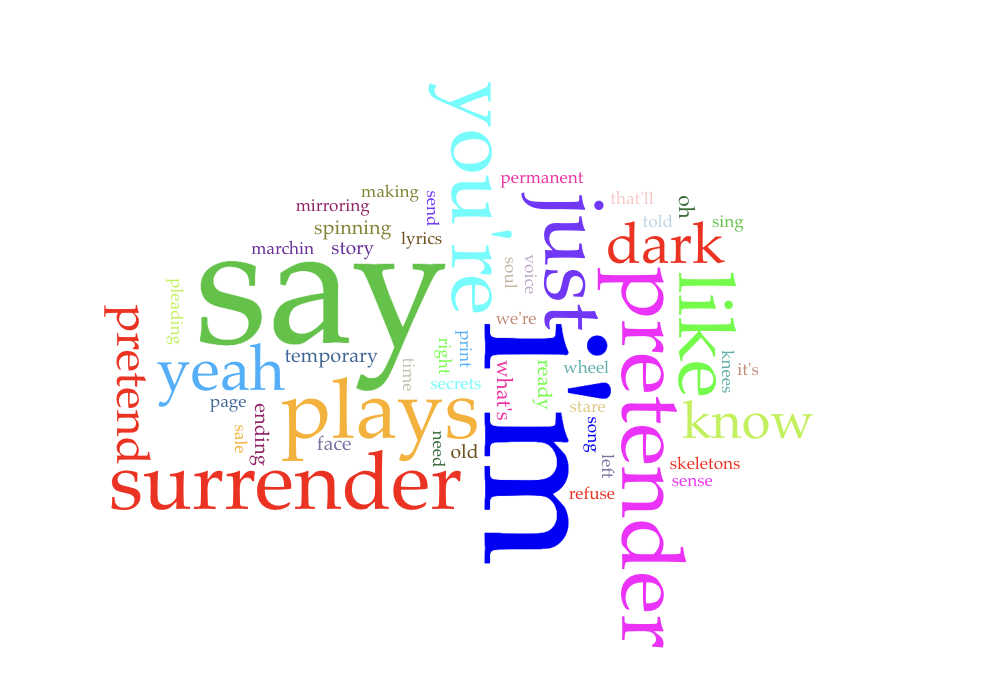 you're
permanent
making
mirroring
send
just
that'll
oh
told
sing
spinning
lyrics
marchin
story
dark
say
soul
voice
pretender
like
pleading
we're
i'm
pretend
yeah
temporary
time
right
print
secrets
what's
ready
wheel
knees
it's
page
sale
ending
plays
face
need
old
stare
song
left
know
surrender
refuse
skeletons
sense